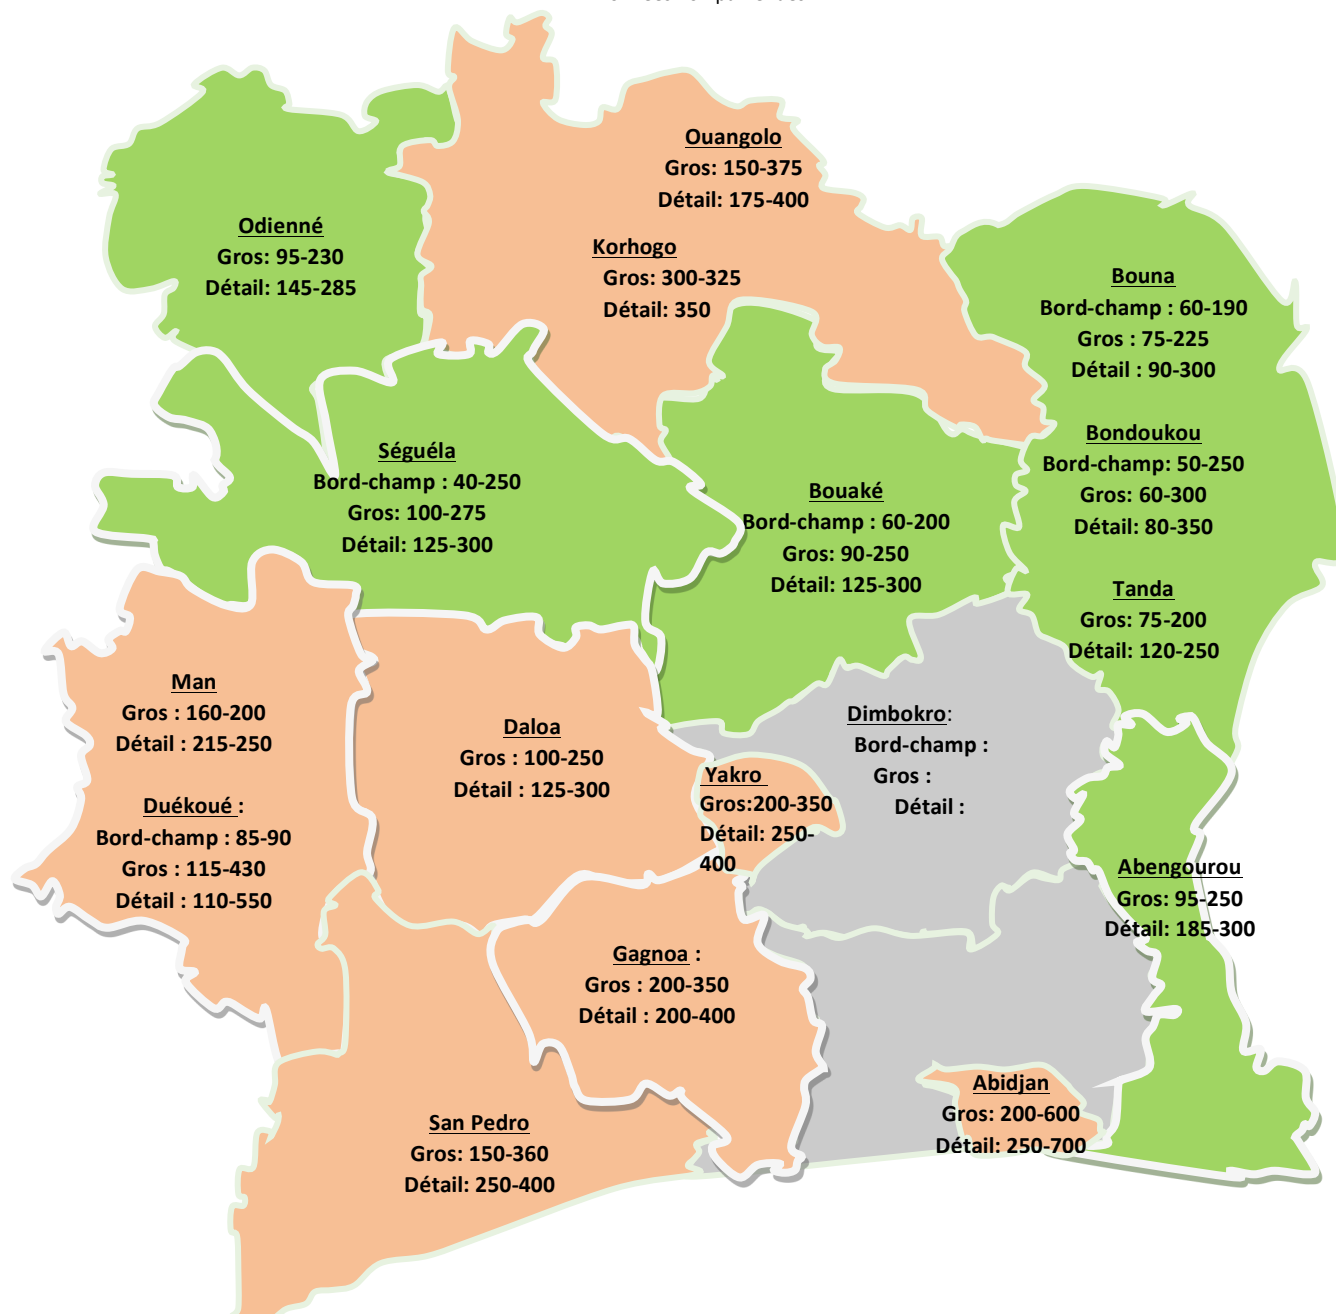 Ouangolo
Gros: 150-375
Détail: 175-400
Odienné
Gros: 95-230
Détail: 145-285
Korhogo
Gros: 300-325
Détail: 350
Bouna
Bord-champ : 60-190
Gros : 75-225
Détail : 90-300
Bondoukou
Bord-champ: 50-250
Gros: 60-300
Détail: 80-350
Tanda
Gros: 75-200
Détail: 120-250
Séguéla
Bord-champ : 40-250
Gros: 100-275
Détail: 125-300
Bouaké
Bord-champ : 60-200
Gros: 90-250
Détail: 125-300
Man
Gros : 160-200
Détail : 215-250
Duékoué :
Bord-champ : 85-90
Gros : 115-430
Détail : 110-550
Daloa
Gros : 100-250
Détail : 125-300
Yakro
Gros:200-350
Détail: 250-
400
Dimbokro:
Bord-champ :
Gros :
Détail :
Abengourou
Gros: 95-250
Détail: 185-300
Gagnoa :
Gros : 200-350
Détail : 200-400
Abidjan
Gros: 200-600
Détail: 250-700
San Pedro
Gros: 150-360
Détail: 250-400